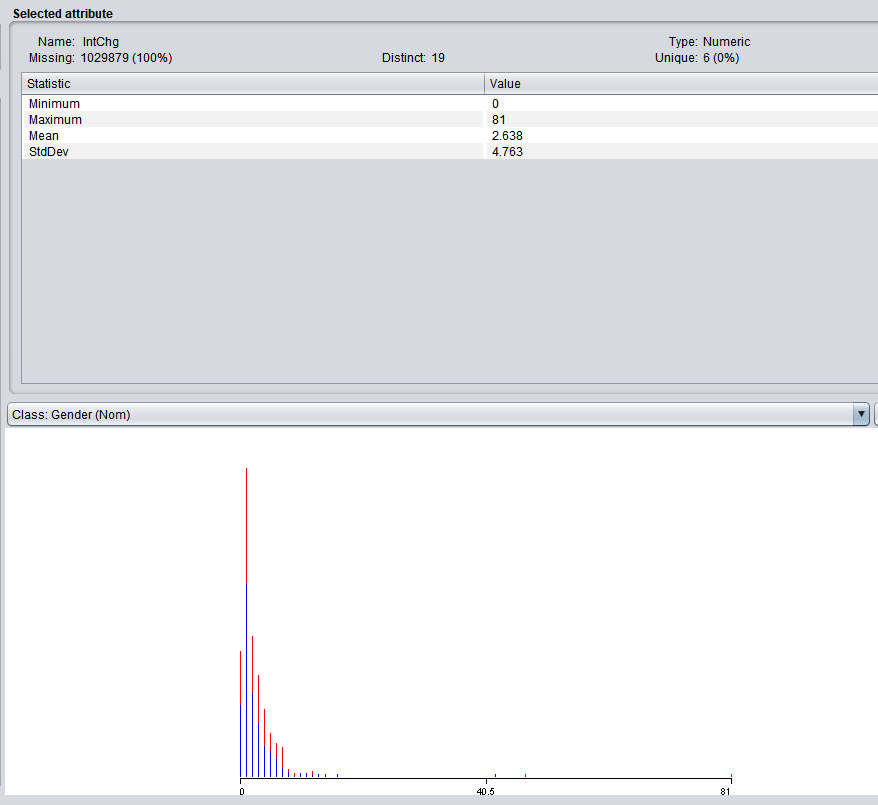 Selected attribute
Name: IntChg Type: Numeric
Missing: 1029879 (100%) Distinct: 19 Unique: 6 (0%)
Statistic Value
Minimum 0
Maximum 81
Mean 2.638
StdDev 4.763
Class: Gender (Nom)
0 40.5 81